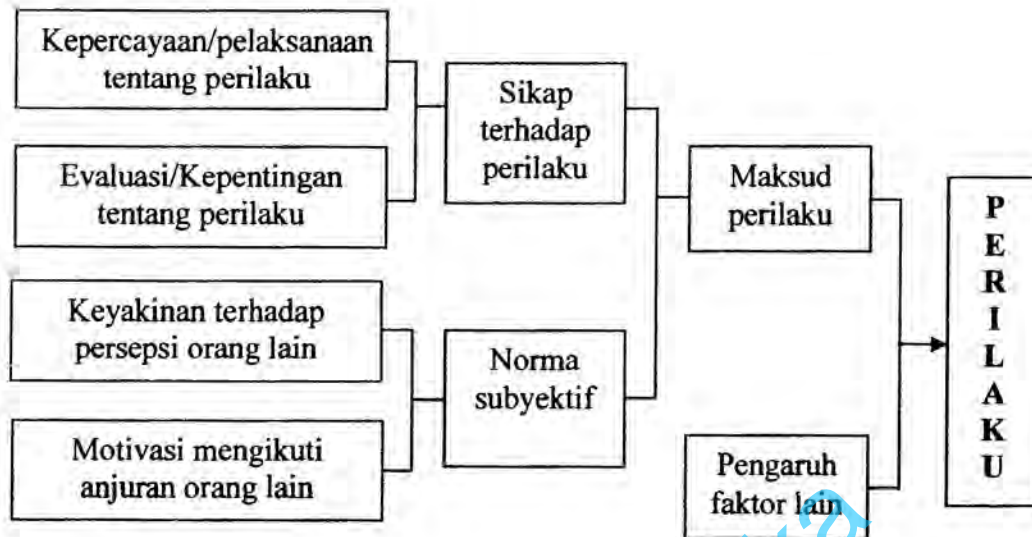 Kepercayaan/pelaksanaan
tentang perilaku
Evaluasi/Kepentingan
tentang perilaku
Keyakinan terhadap
persepsi orang lain
Motivasi mengikuti
anjuran orang lain
Sikap
terhadap
perilaku
Norma
subyektif
Maksud
perilaku
Pengaruh
faktor lain
P
E
R
I
L
A
K
U